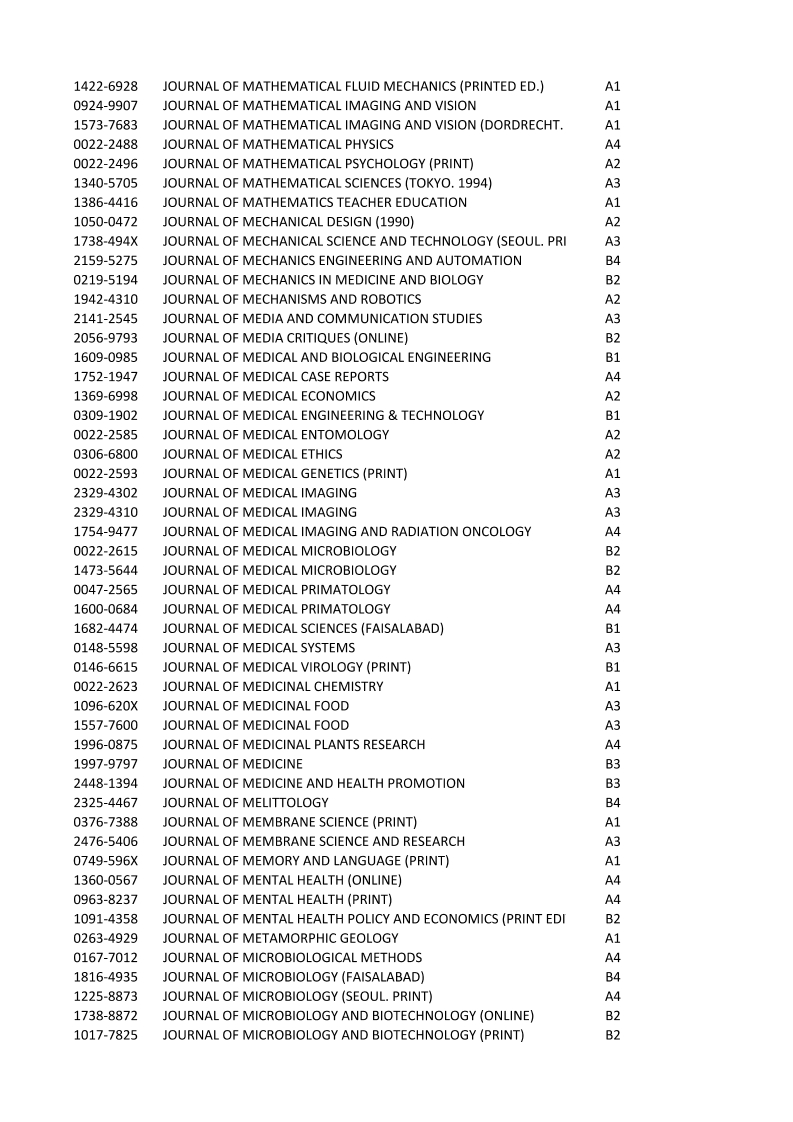 1422-6928 JOURNAL OF MATHEMATICAL FLUID MECHANICS (PRINTED ED.) A1
0924-9907 JOURNAL OF MATHEMATICAL IMAGING AND VISION A1
1573-7683 JOURNAL OF MATHEMATICAL IMAGING AND VISION (DORDRECHT. A1
0022-2488 JOURNAL OF MATHEMATICAL PHYSICS A4
0022-2496 JOURNAL OF MATHEMATICAL PSYCHOLOGY (PRINT) A2
1340-5705 JOURNAL OF MATHEMATICAL SCIENCES (TOKYO. 1994) A3
1386-4416 JOURNAL OF MATHEMATICS TEACHER EDUCATION A1
1050-0472 JOURNAL OF MECHANICAL DESIGN (1990) A2
1738-494X JOURNAL OF MECHANICAL SCIENCE AND TECHNOLOGY (SEOUL. PRI A3
2159-5275 JOURNAL OF MECHANICS ENGINEERING AND AUTOMATION B4
0219-5194 JOURNAL OF MECHANICS IN MEDICINE AND BIOLOGY B2
1942-4310 JOURNAL OF MECHANISMS AND ROBOTICS A2
2141-2545 JOURNAL OF MEDIA AND COMMUNICATION STUDIES A3
2056-9793 JOURNAL OF MEDIA CRITIQUES (ONLINE) B2
1609-0985 JOURNAL OF MEDICAL AND BIOLOGICAL ENGINEERING B1
1752-1947 JOURNAL OF MEDICAL CASE REPORTS A4
1369-6998 JOURNAL OF MEDICAL ECONOMICS A2
0309-1902 JOURNAL OF MEDICAL ENGINEERING & TECHNOLOGY B1
0022-2585 JOURNAL OF MEDICAL ENTOMOLOGY A2
0306-6800 JOURNAL OF MEDICAL ETHICS A2
0022-2593 JOURNAL OF MEDICAL GENETICS (PRINT) A1
2329-4302 JOURNAL OF MEDICAL IMAGING A3
2329-4310 JOURNAL OF MEDICAL IMAGING A3
1754-9477 JOURNAL OF MEDICAL IMAGING AND RADIATION ONCOLOGY A4
0022-2615 JOURNAL OF MEDICAL MICROBIOLOGY B2
1473-5644 JOURNAL OF MEDICAL MICROBIOLOGY B2
0047-2565 JOURNAL OF MEDICAL PRIMATOLOGY A4
1600-0684 JOURNAL OF MEDICAL PRIMATOLOGY A4
1682-4474 JOURNAL OF MEDICAL SCIENCES (FAISALABAD) B1
0148-5598 JOURNAL OF MEDICAL SYSTEMS A3
0146-6615 JOURNAL OF MEDICAL VIROLOGY (PRINT) B1
0022-2623 JOURNAL OF MEDICINAL CHEMISTRY A1
1096-620X JOURNAL OF MEDICINAL FOOD A3
1557-7600 JOURNAL OF MEDICINAL FOOD A3
1996-0875 JOURNAL OF MEDICINAL PLANTS RESEARCH A4
1997-9797 JOURNAL OF MEDICINE B3
2448-1394 JOURNAL OF MEDICINE AND HEALTH PROMOTION B3
2325-4467 JOURNAL OF MELITTOLOGY B4
0376-7388 JOURNAL OF MEMBRANE SCIENCE (PRINT) A1
2476-5406 JOURNAL OF MEMBRANE SCIENCE AND RESEARCH A3
0749-596X JOURNAL OF MEMORY AND LANGUAGE (PRINT) A1
1360-0567 JOURNAL OF MENTAL HEALTH (ONLINE) A4
0963-8237 JOURNAL OF MENTAL HEALTH (PRINT) A4
1091-4358 JOURNAL OF MENTAL HEALTH POLICY AND ECONOMICS (PRINT EDI B2
0263-4929 JOURNAL OF METAMORPHIC GEOLOGY A1
0167-7012 JOURNAL OF MICROBIOLOGICAL METHODS A4
1816-4935 JOURNAL OF MICROBIOLOGY (FAISALABAD) B4
1225-8873 JOURNAL OF MICROBIOLOGY (SEOUL. PRINT) A4
1738-8872 JOURNAL OF MICROBIOLOGY AND BIOTECHNOLOGY (ONLINE) B2
1017-7825 JOURNAL OF MICROBIOLOGY AND BIOTECHNOLOGY (PRINT) B2